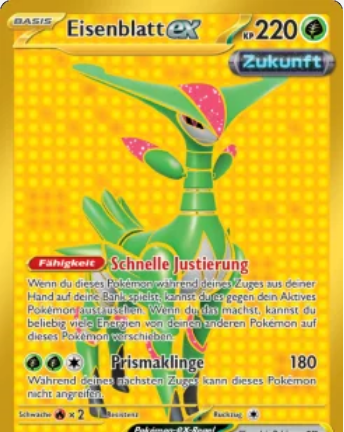 BASIS Eisenblatt ex KP 220
Zukunft
Fähigkeit Schnelle Justierung
Wenn du dieses Pokémon während deines Zuges aus deiner
Hand auf deine Bank spielst, kannst du es gegen dein Aktives
Pokémon austauschen. Wenn du das machst, kannst du
beliebig viele Energien von deinen anderen Pokémon auf
dieses Pokémon verschieben.
Prismaklinge 180
Während deines nächsten Zuges kann dieses Pokémon
nicht angreifen.
Schwäche x 2 Resistenz Rückzug
Pokémon-ex-Regel